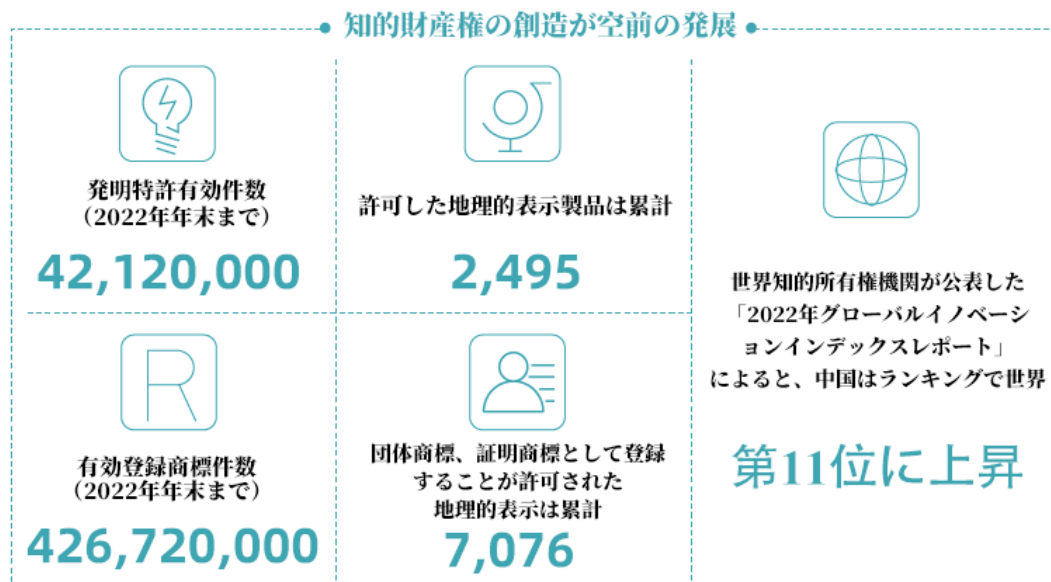 知的財産権の創造が空前の発展
発明特許有効件数
（2022年年末まで）
42,120,000
許可した地理的表示製品は累計
2,495
有効登録商標件数
（2022年年末まで）
426,720,000
団体商標、証明商標として登録
することが許可された
地理的表示は累計
7,076
世界知的所有権機関が公表した
「2022年グローバルイノベーシ
ョンインデックスレポート」
によると、中国はランキングで世界
第11位に上昇